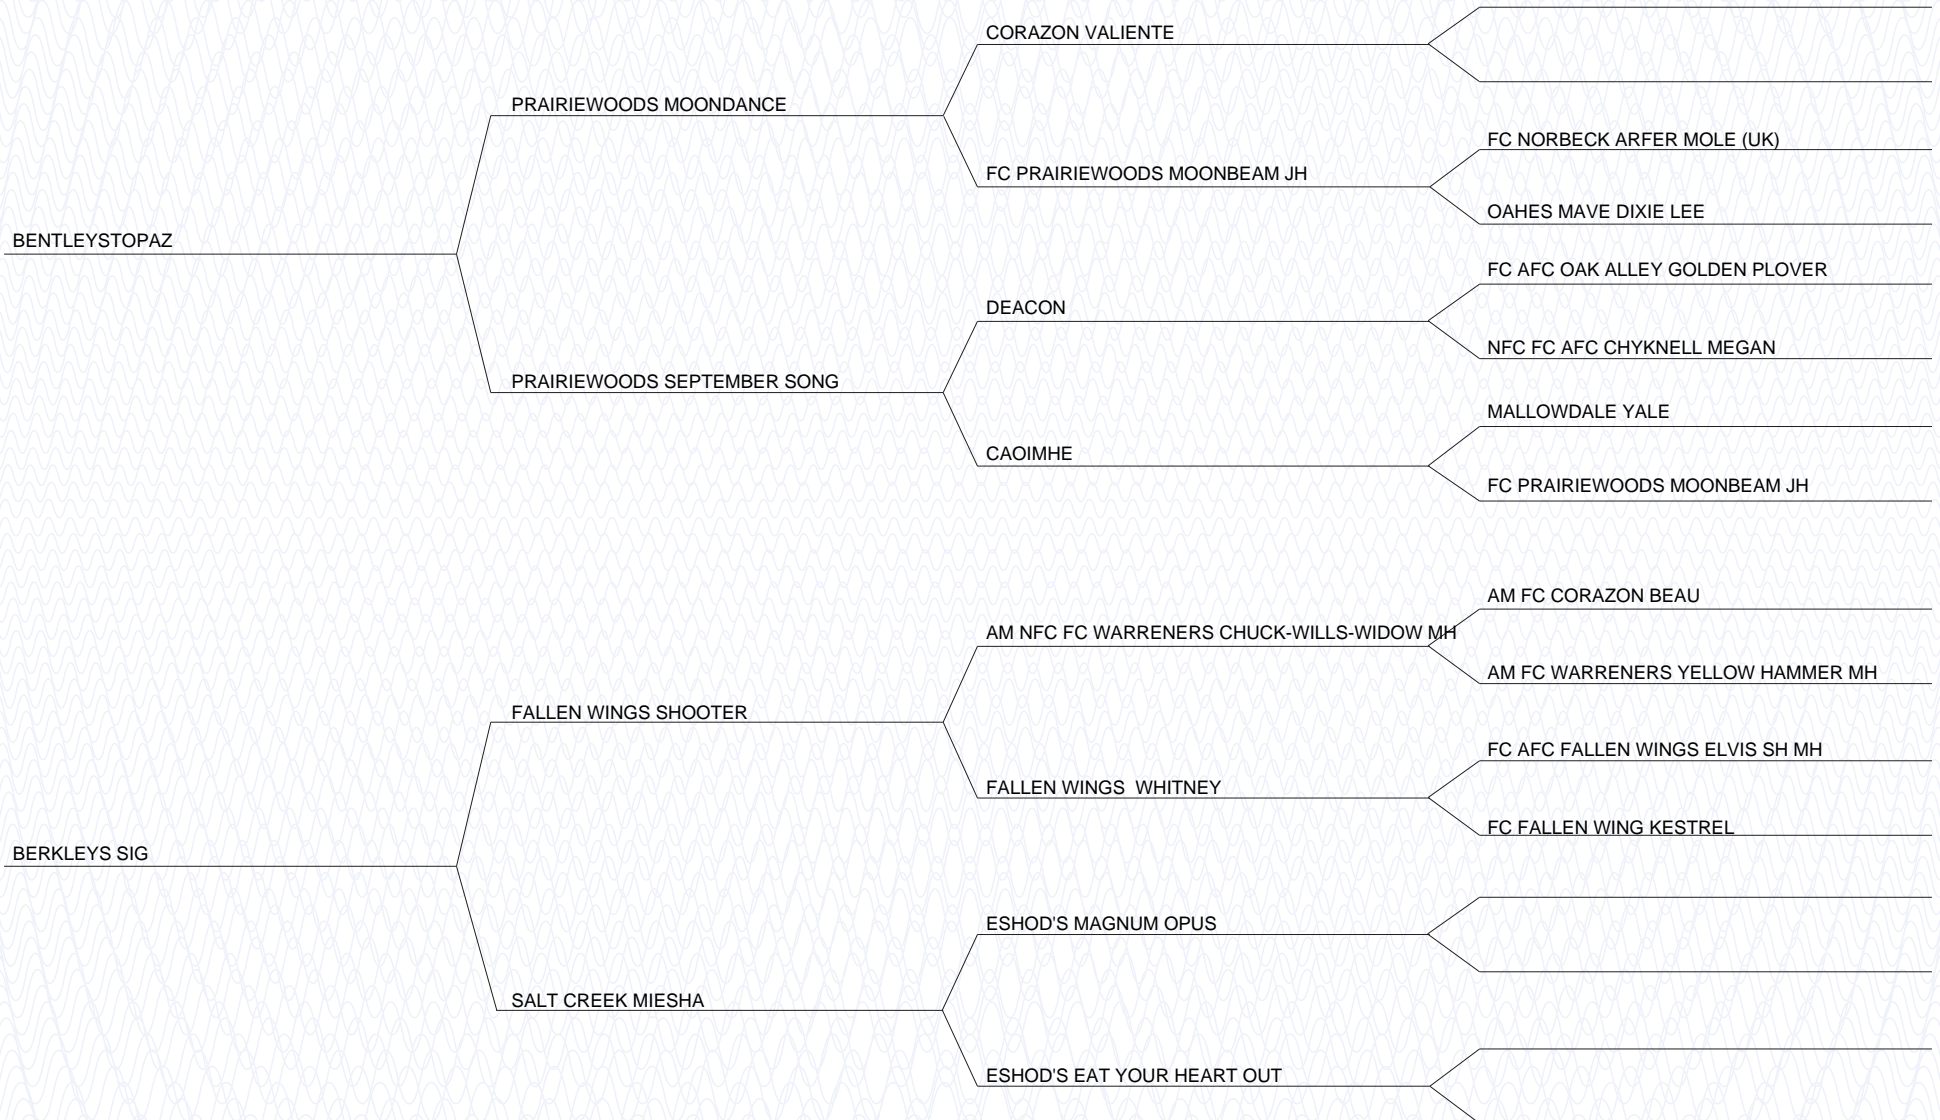 CORAZON VALIENTE
PRAIRIEWOODS MOONDANCE
FC NORBECK ARFER MOLE (UK)
FC PRAIRIEWOODS MOONBEAM JH
OAHES MAVE DIXIE LEE
BENTLEYSTOPAZ
FC AFC OAK ALLEY GOLDEN PLOVER
DEACON
NFC FC AFC CHYKNELL MEGAN
PRAIRIEWOODS SEPTEMBER SONG
MALLOWDALE YALE
CAOIMHE
FC PRAIRIEWOODS MOONBEAM JH
AM FC CORAZON BEAU
AM NFC FC WARRENERS CHUCK-WILLS-WIDOW MH
AM FC WARRENERS YELLOW HAMMER MH
FALLEN WINGS SHOOTER
FC AFC FALLEN WINGS ELVIS SH MH
FALLEN WINGS  WHITNEY
FC FALLEN WING KESTREL
BERKLEYS SIG
ESHOD'S MAGNUM OPUS
SALT CREEK MIESHA
ESHOD'S EAT YOUR HEART OUT